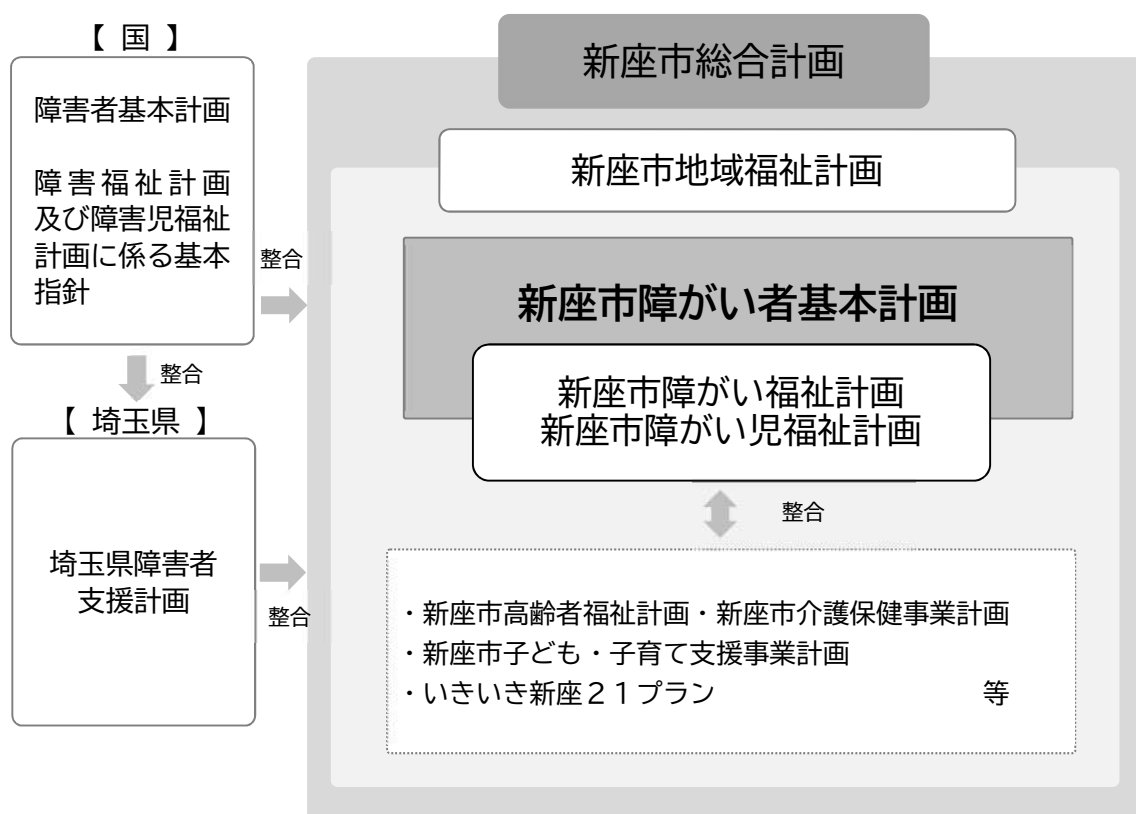 【 国 】
障害者基本計画
障害福祉計画
及び障害児福祉
計画に係る基本
指針
整合
整合
【 埼玉県 】
埼玉県障害者
支援計画
整合
新座市総合計画
新座市地域福祉計画
新座市障がい者基本計画
新座市障がい福祉計画
新座市障がい児福祉計画
整合
・新座市高齢者福祉計画・新座市介護保健事業計画
・新座市子ども・子育て支援事業計画
・いきいき新座２１プラン 等